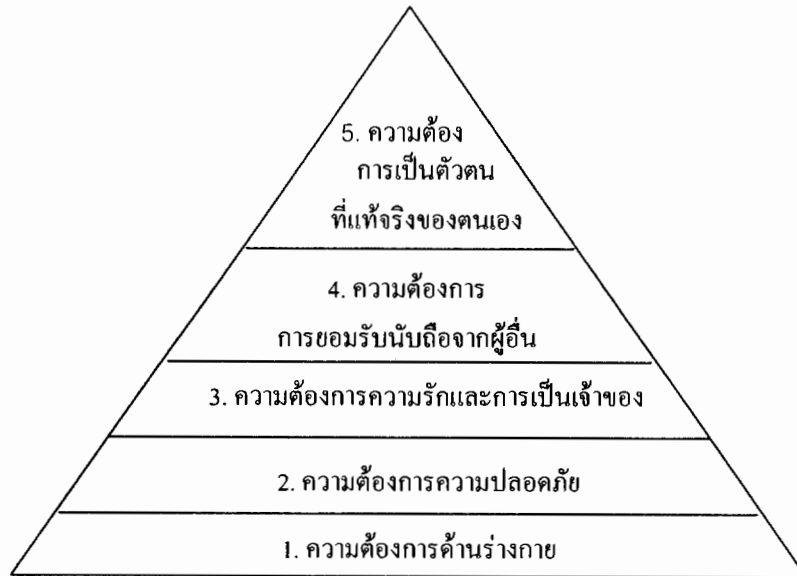 5. ความต้อง
การเป็นตัวตน
ที่แท้จริงของตนเอง
4. ความต้องการ
การยอมรับนับถือจากผู้อื่น
3. ความต้องการความรักและการเป็นเจ้าของ
2. ความต้องการความปลอดภัย
1. ความต้องการด้านร่างกาย